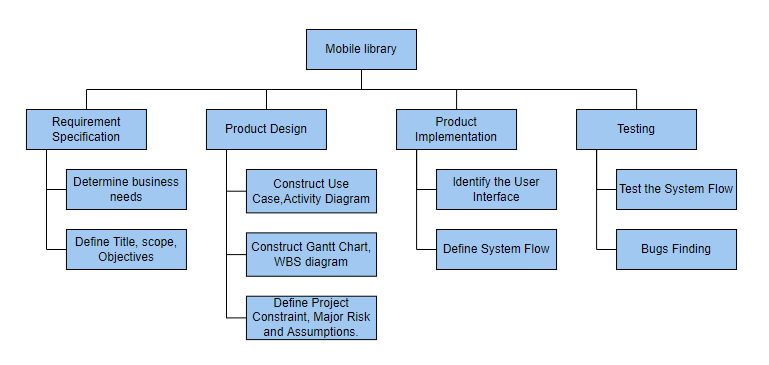 Mobile library
Requirement
Specification
Product Design
Product
Implementation
Testing
Determine business
needs
Define Title, scope,
Objectives
Construct Use
Case,Activity Diagram
Construct Gantt Chart,
WBS diagram
Define Project
Constraint, Major Risk
and Assumptions.
Identify the User
Interface
Define System Flow
Test the System Flow
Bugs Finding